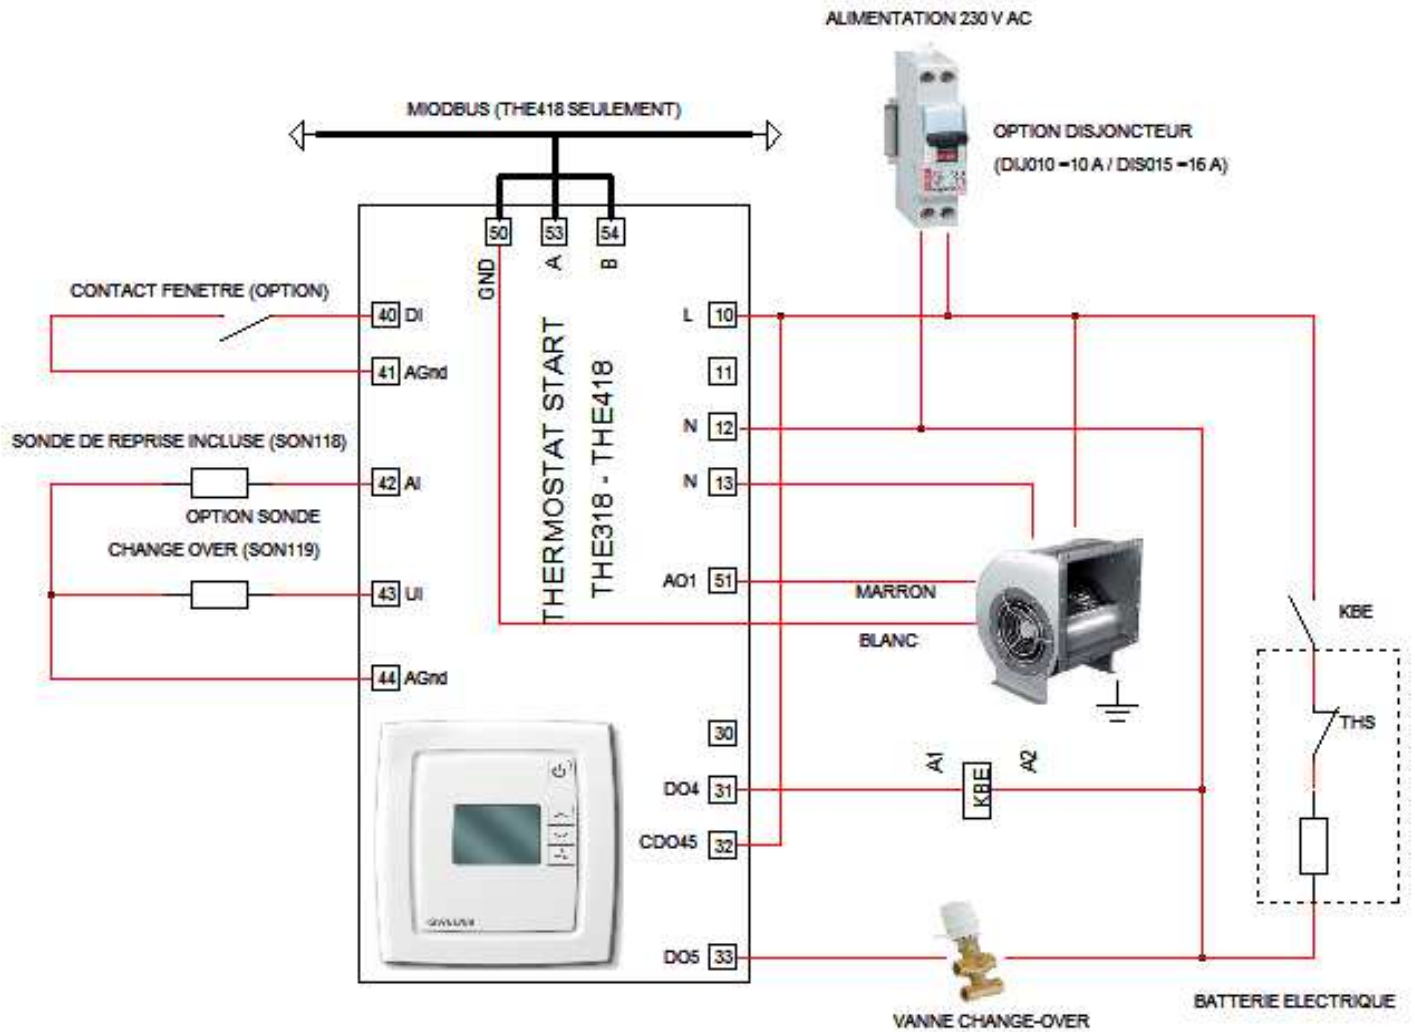 ALIMENTATION 230 V AC
MIODBUS (THE418 SEULEMENT)
OPTION DISJONCTEUR
(DIJ010 =10 A / DIS015 =16 A)
50
53
54
GND
A
B
CONTACT FENETRE (OPTION)
40 DI
41 AGnd
SONDE DE REPRISE INCLUSE (SON118)
42 AI
OPTION SONDE
CHANGE OVER (SON119)
43 UI
44 AGnd
THERMOSTAT START
THE318 - THE418
L 10
11
N 12
N 13
AO1 51
MARRON
BLANC
KBE
THS
30
A1
A2
DO4 31
KBE
CDO45 32
DO5 33
VANNE CHANGE-OVER
BATTERIE ELECTRIQUE